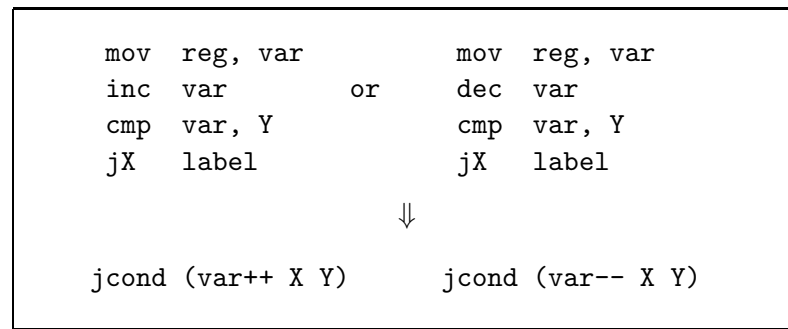 mov reg, var mov reg, var
inc var or dec var
cmp var, Y cmp var, Y
jX label jX label
⇓
jcond (var++ X Y) jcond (var-- X Y)